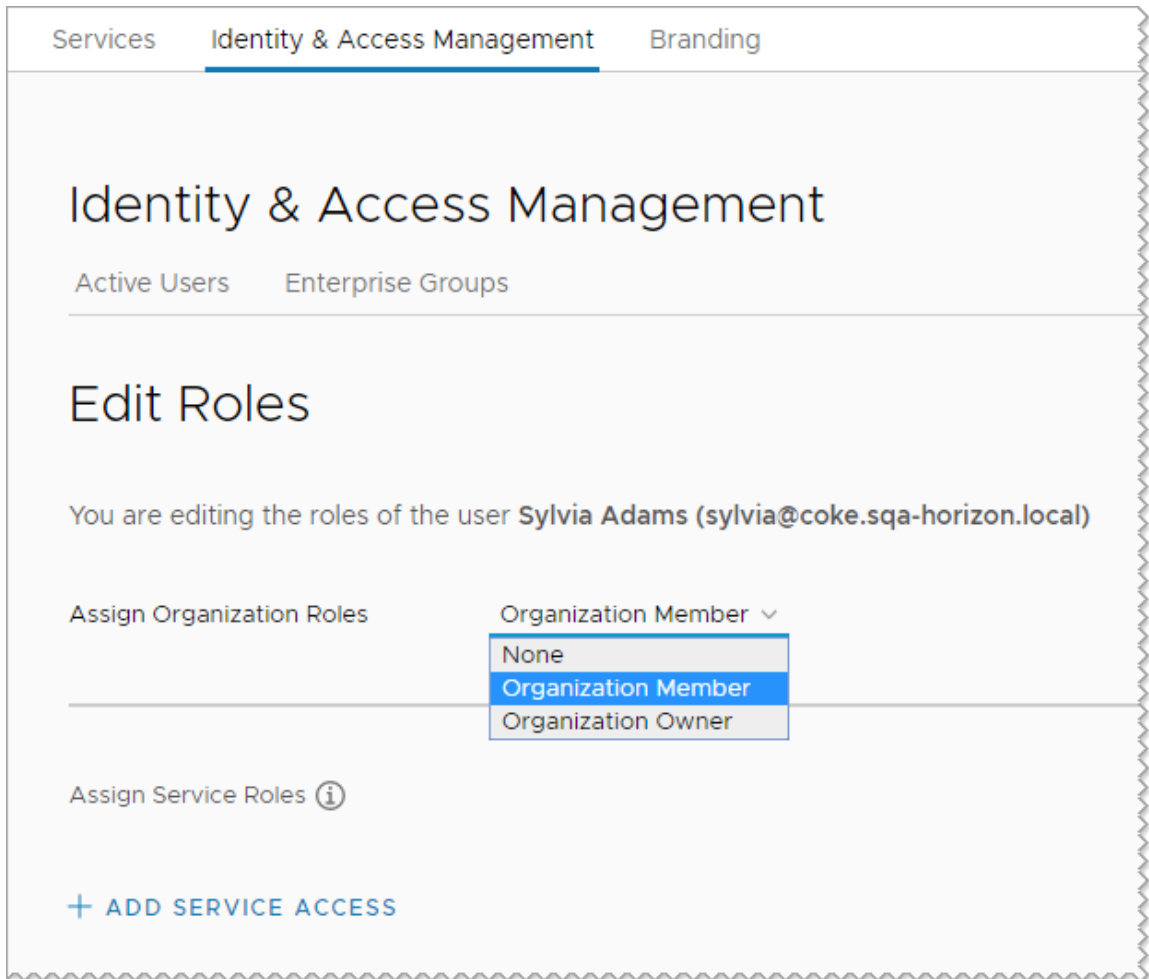 Services Identity & Access Management Branding
Identity & Access Management
Active Users Enterprise Groups
Edit Roles
You are editing the roles of the user Sylvia Adams (sylvia@coke.sqa-horizon.local)
Assign Organization Roles Organization Member
None
Organization Member
Organization Owner
Assign Service Roles
+ ADD SERVICE ACCESS